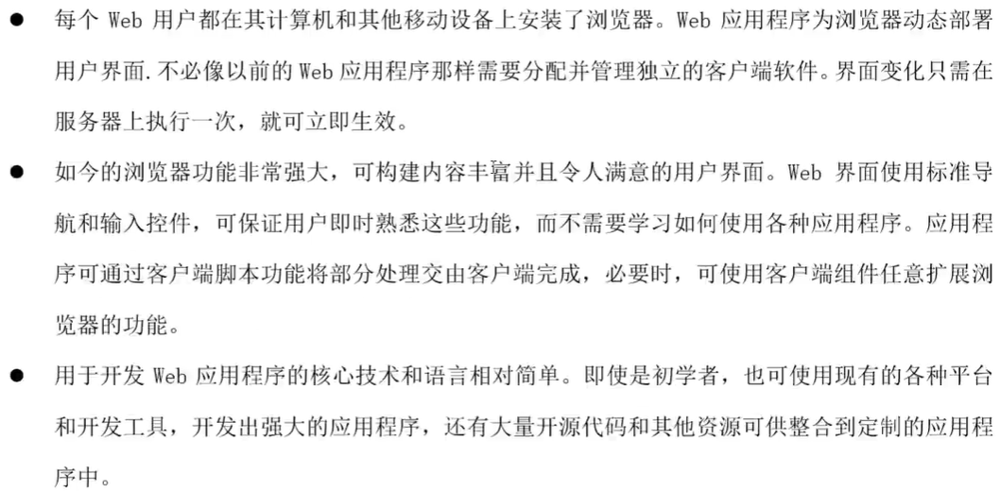 ● 每个 Web 用户都在其计算机和其他移动设备上安装了浏览器。Web 应用程序为浏览器动态部署
用户界面.不必像以前的 Web 应用程序那样需要分配并管理独立的客户端软件。界面变化只需在
服务器上执行一次，就可立即生效。
● 如今的浏览器功能非常强大，可构建内容丰富并且令人满意的用户界面。Web 界面使用标准导
航和输入控件，可保证用户即时熟悉这些功能，而不需要学习如何使用各种应用程序。应用程
序可通过客户端脚本功能将部分处理交由客户端完成，必要时，可使用客户端组件任意扩展浏
览器的功能。
● 用于开发 Web 应用程序的核心技术和语言相对简单。即使是初学者，也可使用现有的各种平台
和开发工具，开发出强大的应用程序，还有大量开源代码和其他资源可供整合到定制的应用程
序中。